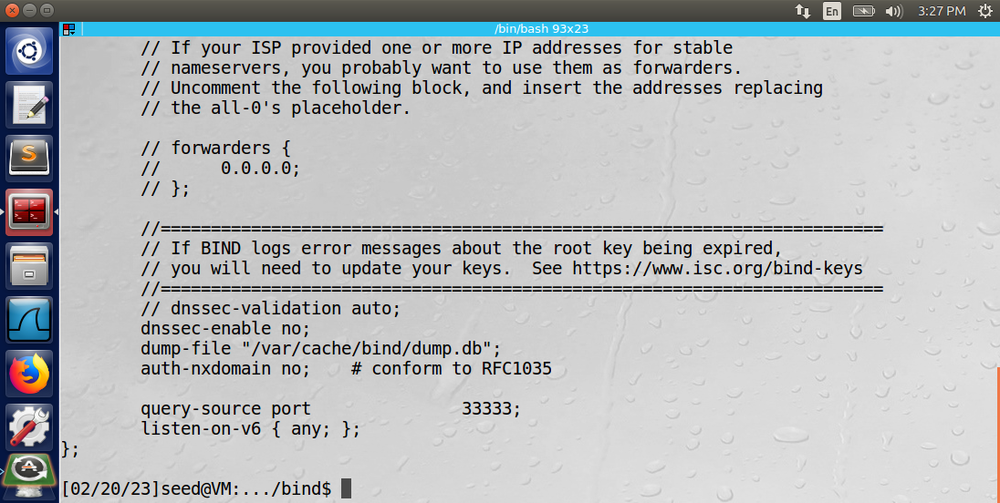 En
3:27 PM
/bin/bash 93x23
// If your ISP provided one or more IP addresses for stable
// nameservers, you probably want to use them as forwarders.
// Uncomment the following block, and insert the addresses replacing
// the all-0's placeholder.
// forwarders {
//      0.0.0.0;
// };
//========================================================================
// If BIND logs error messages about the root key being expired,
// you will need to update your keys.  See https://www.isc.org/bind-keys
//========================================================================
// dnssec-validation auto;
dnssec-enable no;
dump-file "/var/cache/bind/dump.db";
auth-nxdomain no;    # conform to RFC1035
query-source port               33333;
listen-on-v6 { any; };
};
[02/20/23]seed@VM:.../bind$